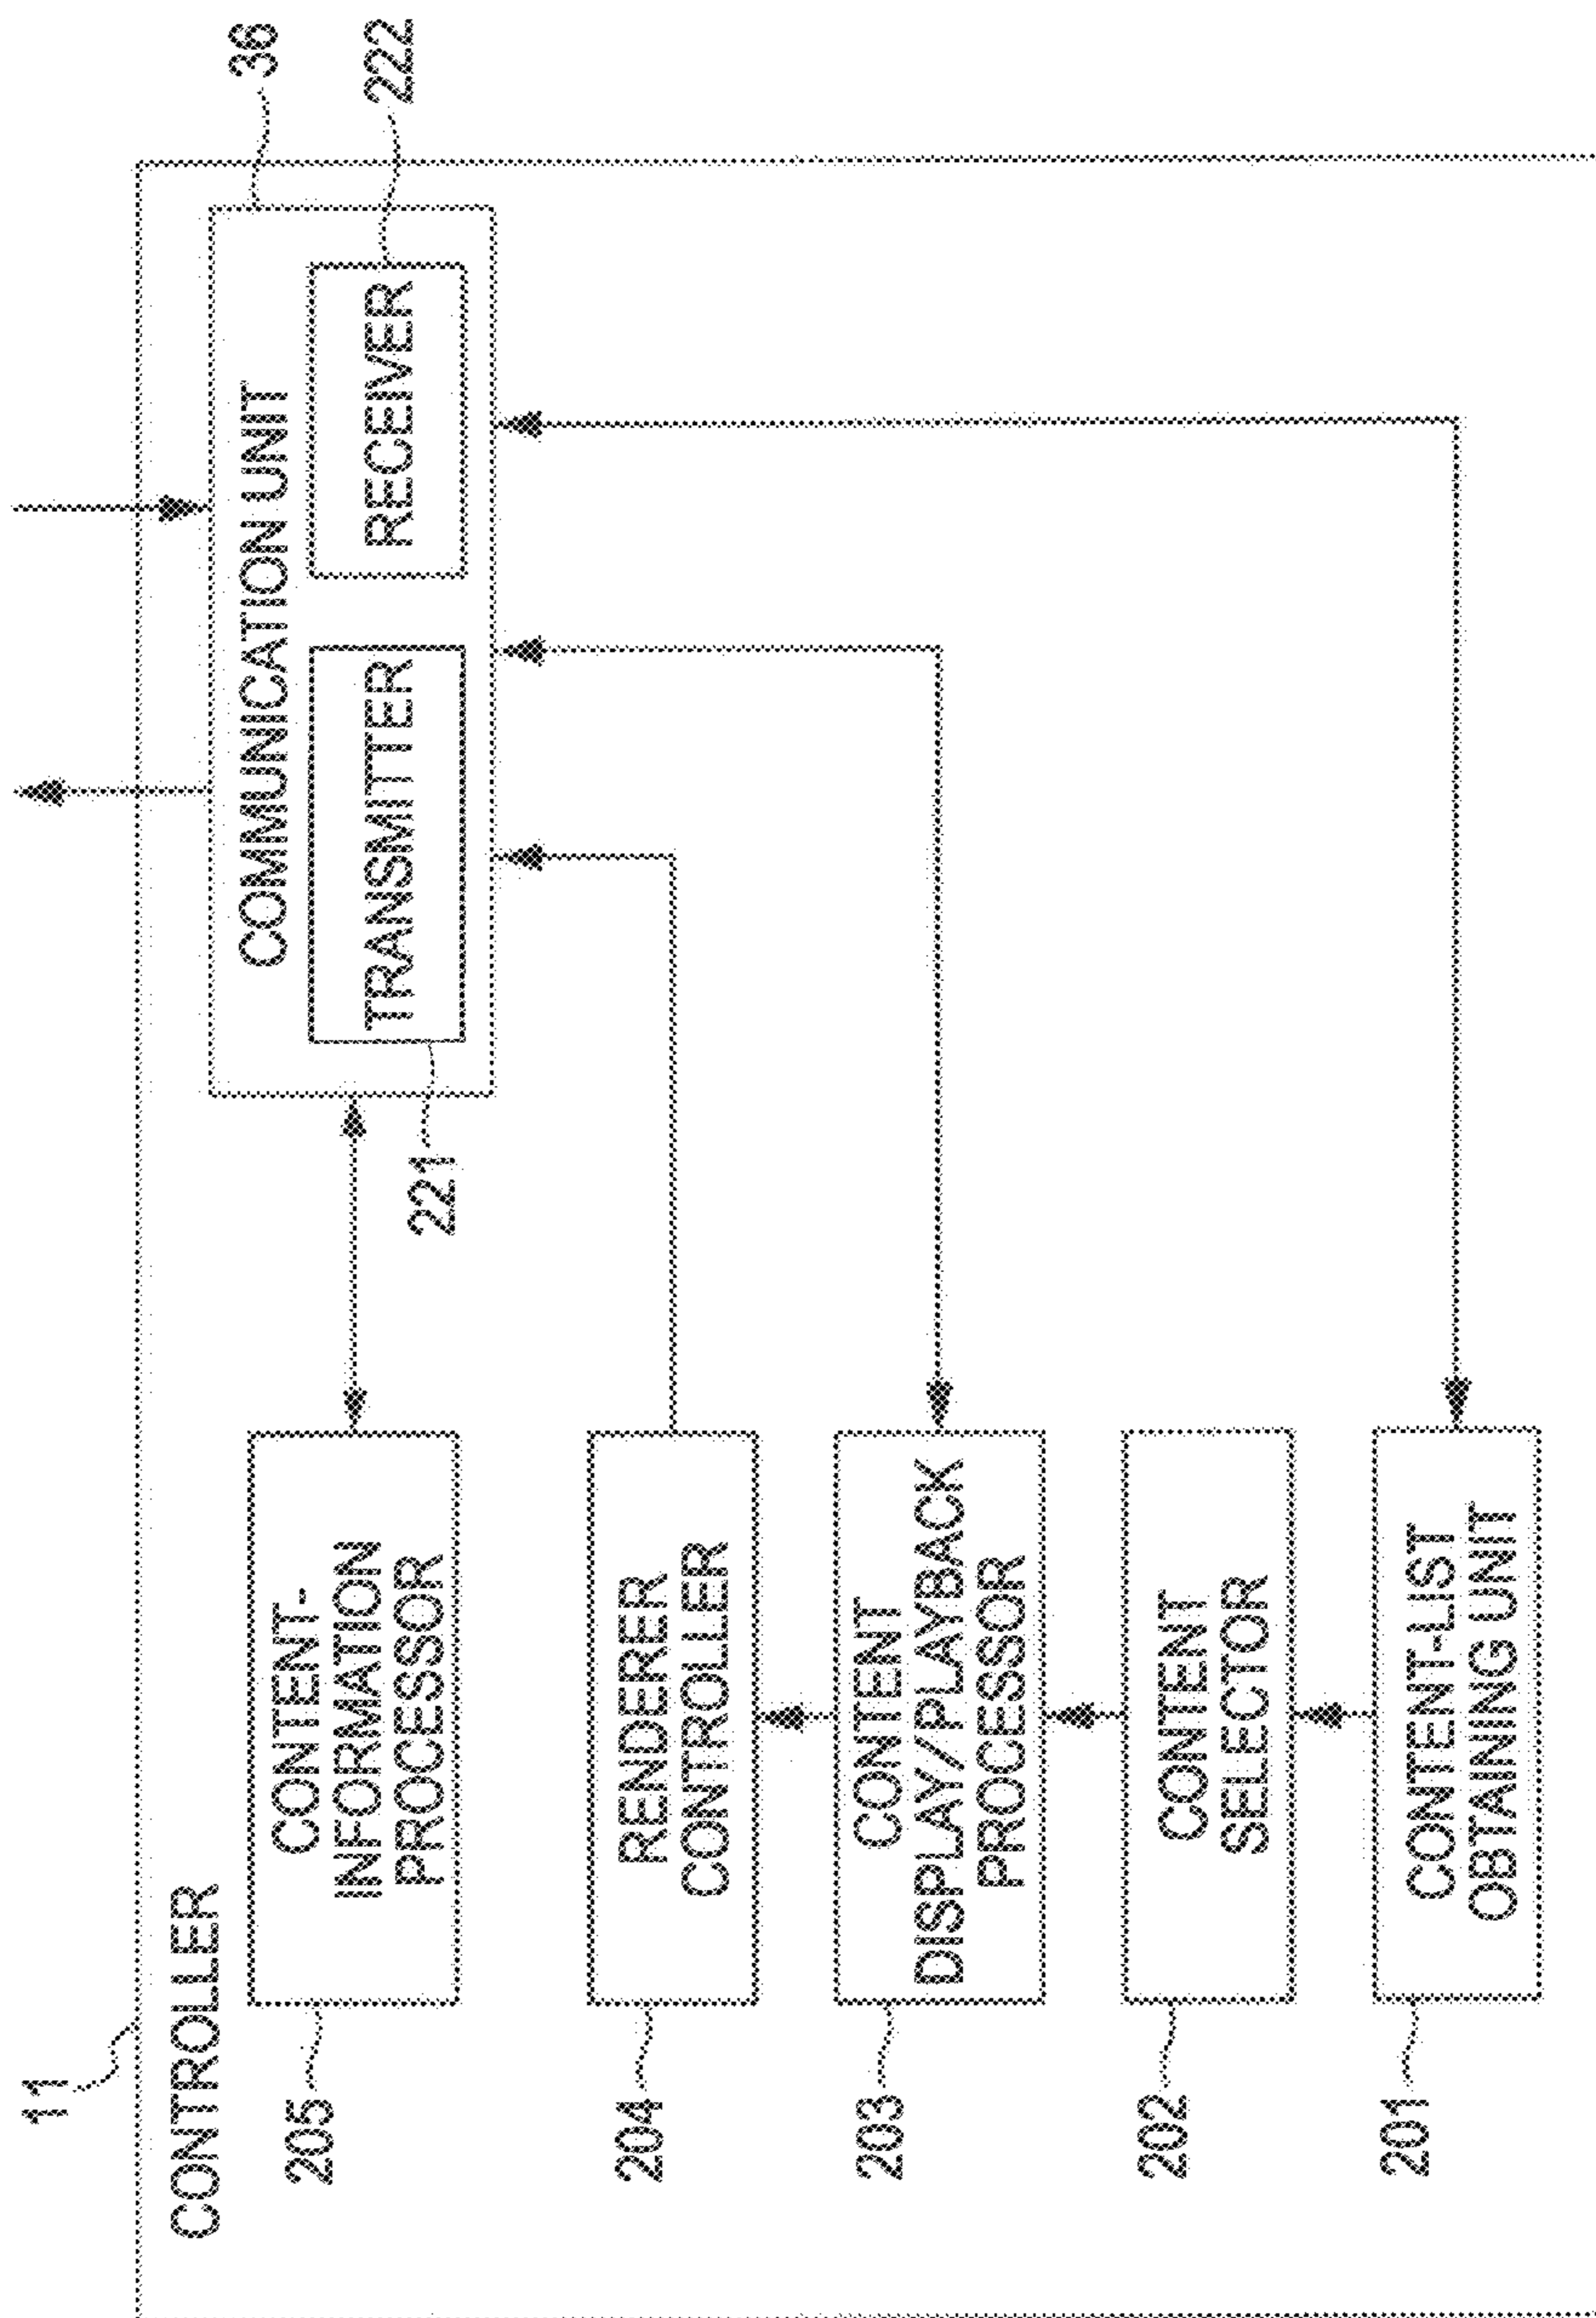 11
CONTROLLER
205
CONTENT-
INFORMATION
PROCESSOR
204
RENDERER
CONTROLLER
203
CONTENT
DISPLAY/PLAYBACK
PROCESSOR
202
CONTENT
SELECTOR
201
CONTENT-LIST
OBTAINING UNIT
36
COMMUNICATION UNIT
221
TRANSMITTER
222
RECEIVER